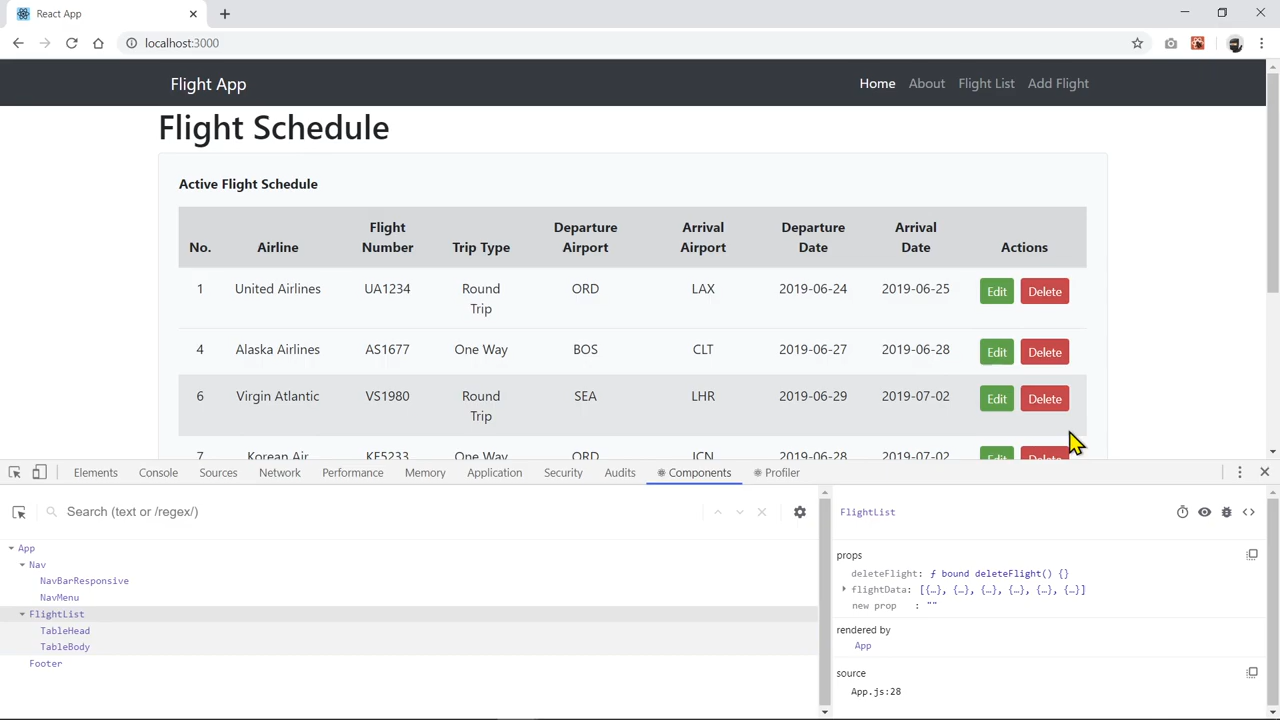 React App
localhost:3000
Flight App
Home About Flight List Add Flight
Flight Schedule
Active Flight Schedule
No. Airline Flight Number Trip Type Departure Airport Arrival Airport Departure Date Arrival Date Actions
1 United Airlines UA1234 Round Trip ORD LAX 2019-06-24 2019-06-25 Edit Delete
4 Alaska Airlines AS1677 One Way BOS CLT 2019-06-27 2019-06-28 Edit Delete
6 Virgin Atlantic VS1980 Round Trip SEA LHR 2019-06-29 2019-07-02 Edit Delete
7 Korean Air KE5233 One Way ORD ICN 2019-06-28 2019-07-02 Edit Delete
Elements Console Sources Network Performance Memory Application Security Audits Components Profiler
Search (text or /regex/)
App
Nav
NavBarResponsive
NavMenu
FlightList
TableHead
TableBody
Footer
FlightList
props
deleteFlight: ƒ bound deleteFlight() {}
flightData: [{…}, {…}, {…}, {…}, {…}, {…}]
new prop : ""
rendered by
App
source
App.js:28